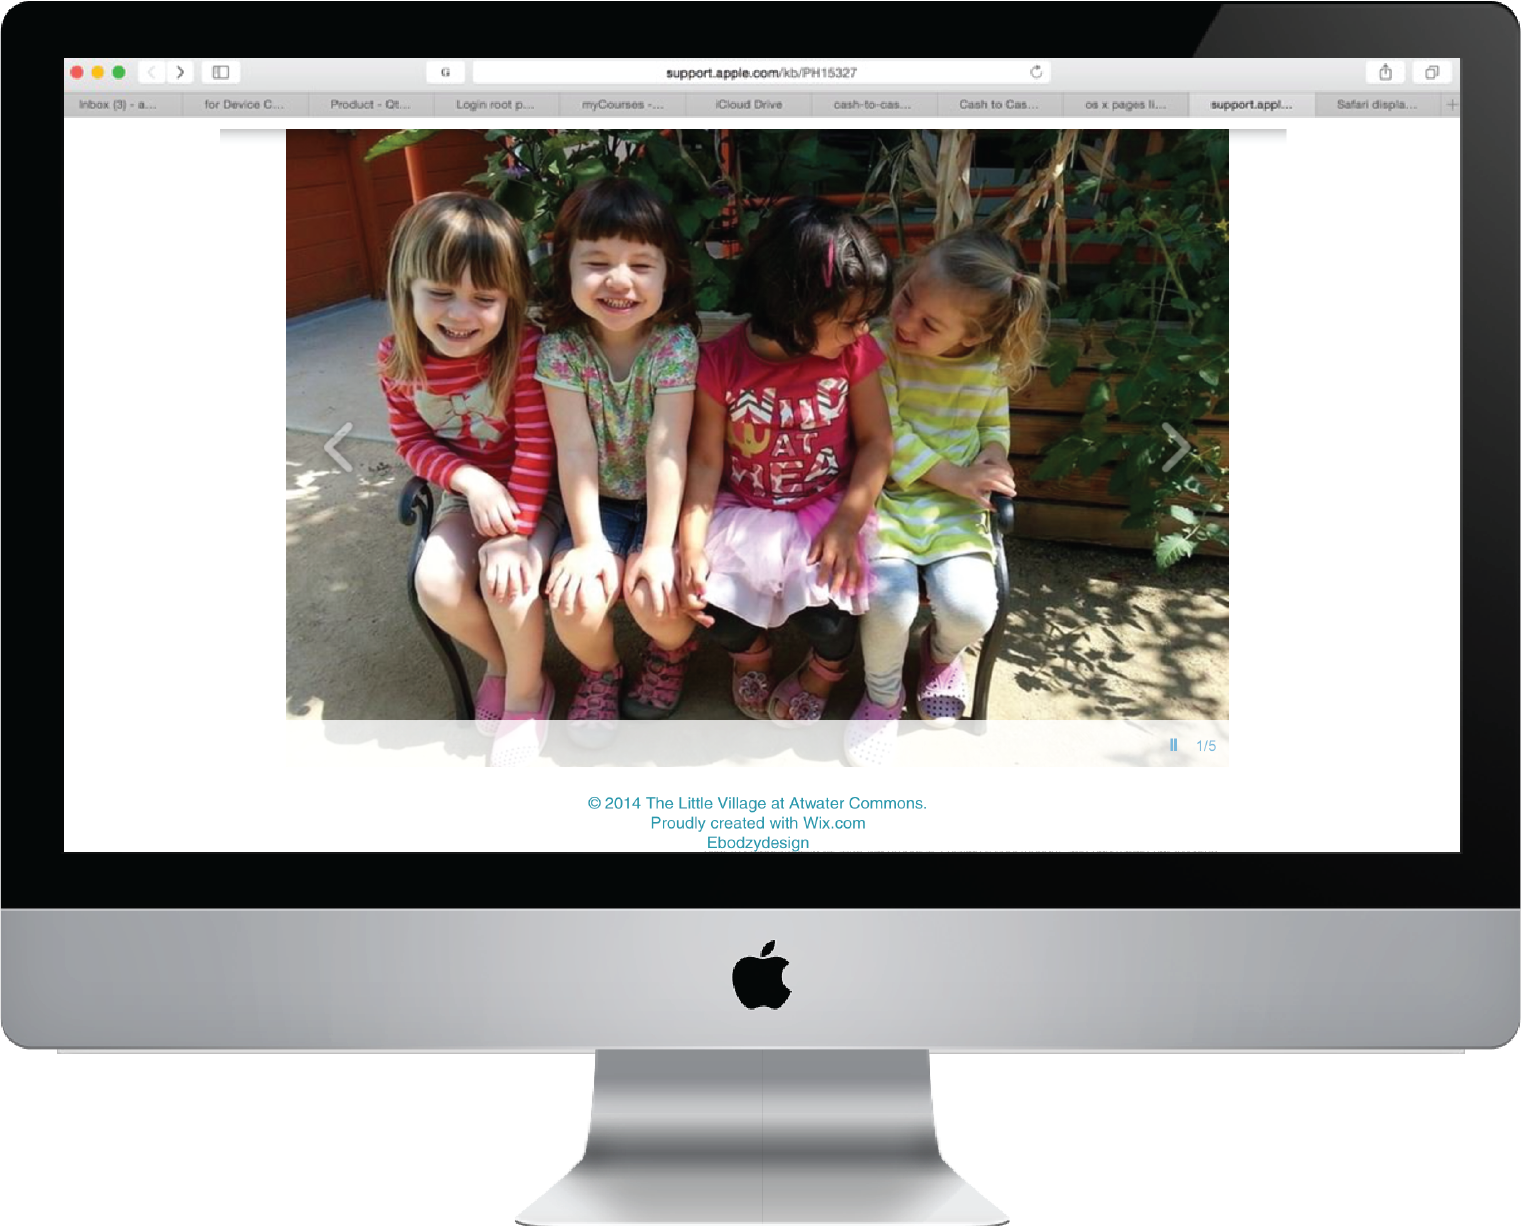 support.apple.com/kb/PH15327
Inbox (3) - a...
for Device C...
Product - Qt...
Login root p...
myCourses -...
iCloud Drive
cash-to-cas...
Cash to Cas...
os x pages li...
support.appl...
Safari displa...
WILD
AT
HEA
1/5
© 2014 The Little Village at Atwater Commons.
Proudly created with Wix.com
Ebodzydesign